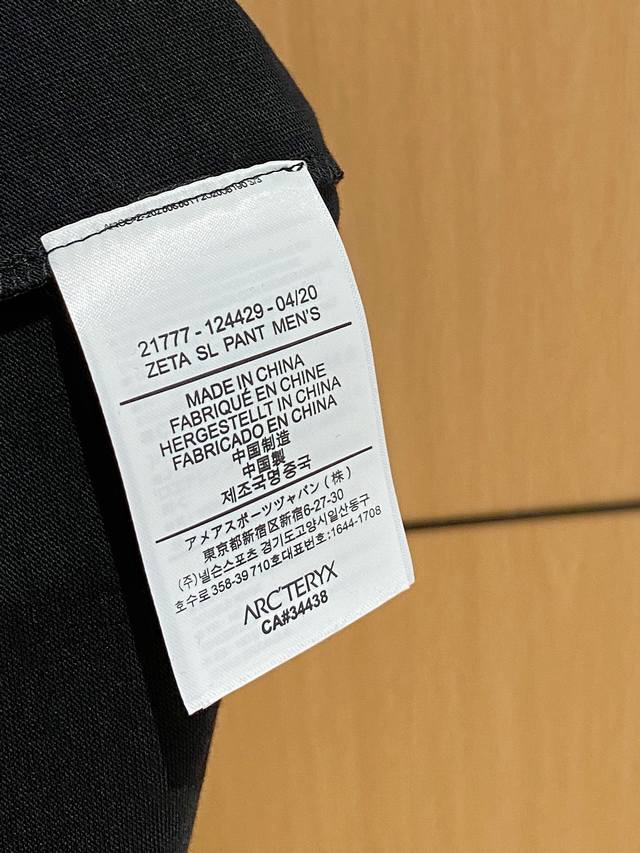 21777-124429-04/20
ZETA SL PANT MEN'S
MADE IN CHINA
FABRIQUÉ EN CHINE
HERGESTELLT IN CHINA
FABRICADO EN CHINA
中国制造
中国製
제조국명중국
アメアスポーツヅャパン(株)
東京都新宿区新宿6-27-30
(주)넬슨스포츠 경기도고양시일산동구
호수로 358-39 710호대표번호:1644-1708
ARC'TERYX
CA#34438